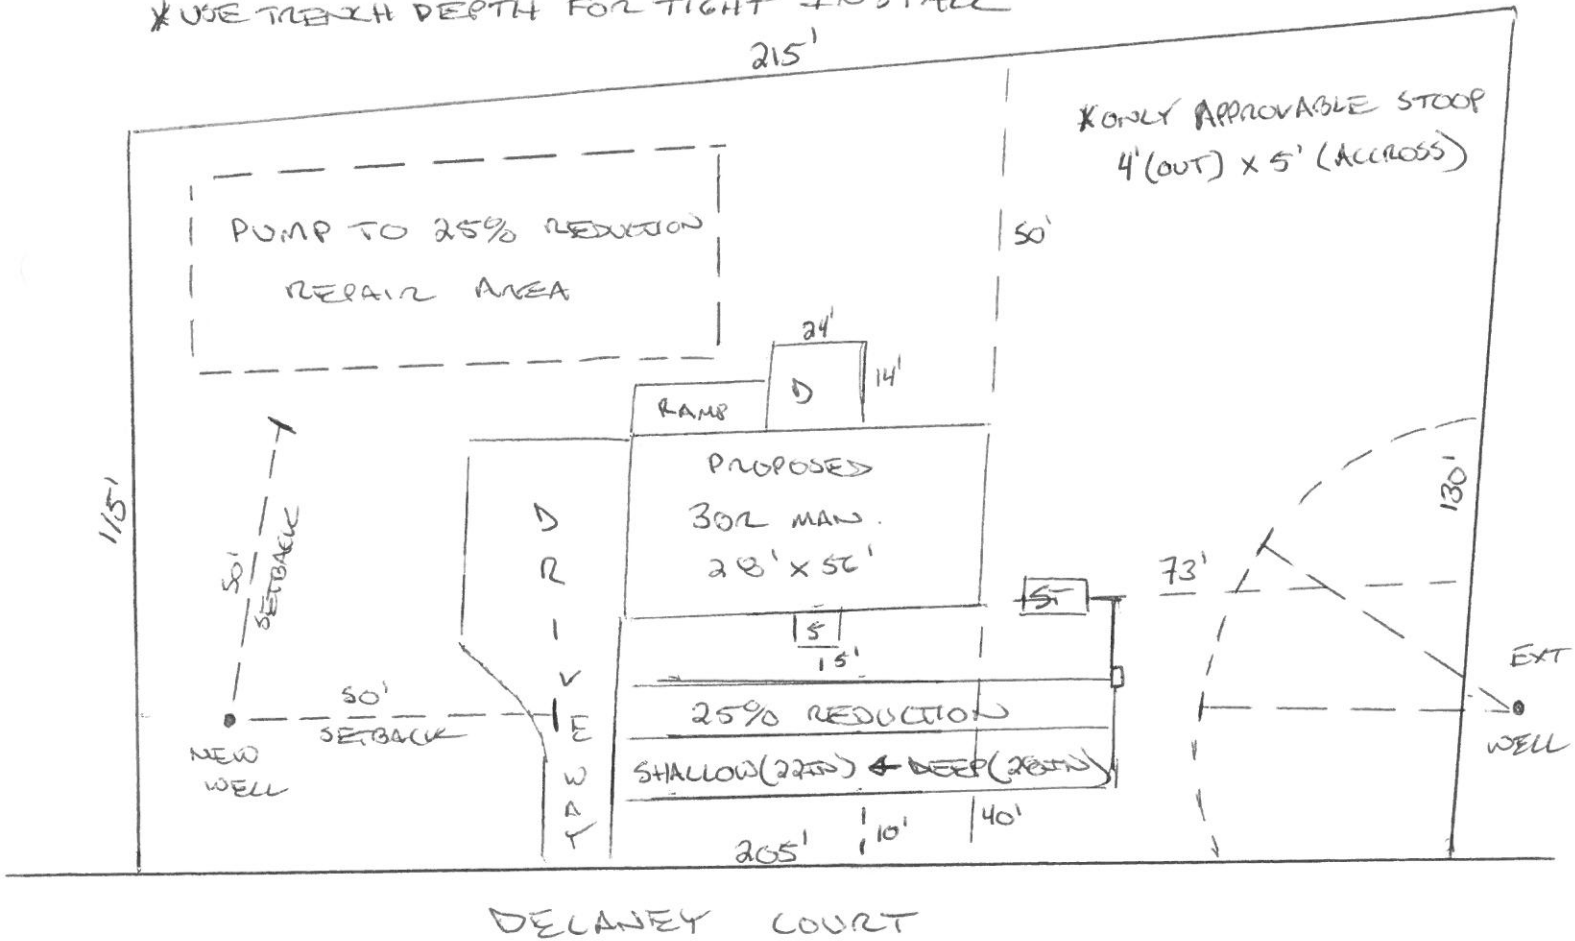 *USE TRENCH DEPTH FOR TIGHT INSTALL
215'
*ONLY APPROVABLE STOOP
4'(OUT) x 5' (ACCROSS)
PUMP TO 25% REDUCTION
REPAIR AREA
50'
24'
14'
D
RAMP
PROPOSED
3BR MAN.
28' x 56'
115'
130'
50'
SETBACK
DRIVEWAY
73'
ST
S
5'
EXT
WELL
50'
SETBACK
NEW
WELL
25% REDUCTION
SHALLOW(22IN) ← DEEP(28IN)
10'
40'
205'
DELANEY COURT